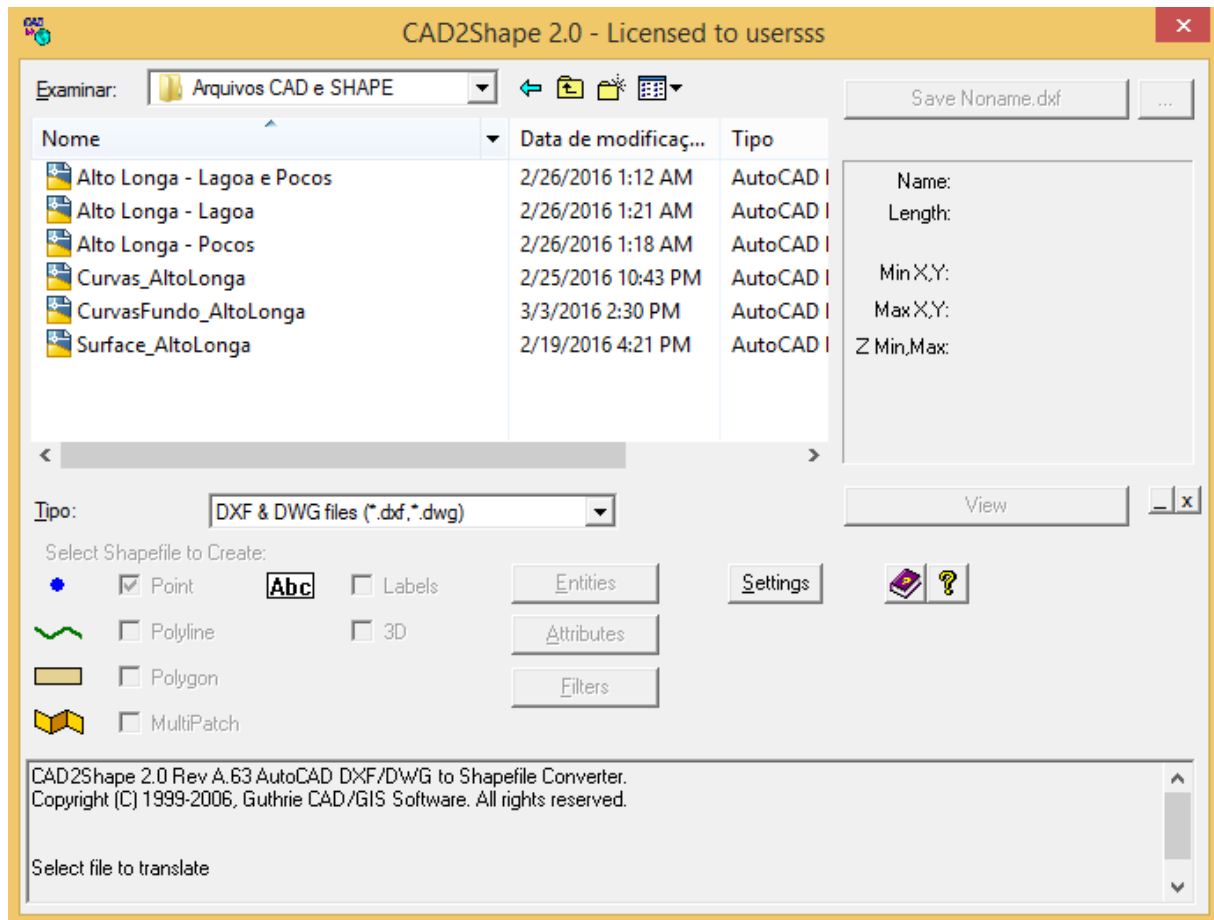 CAD2Shape 2.0 - Licensed to usersss
Examinar: Arquivos CAD e SHAPE
Save Noname.dxf ...
Nome Data de modificaç... Tipo
Alto Longa - Lagoa e Pocos 2/26/2016 1:12 AM AutoCAD
Alto Longa - Lagoa 2/26/2016 1:21 AM AutoCAD
Alto Longa - Pocos 2/26/2016 1:18 AM AutoCAD
Curvas_AltoLonga 2/25/2016 10:43 PM AutoCAD
CurvasFundo_AltoLonga 3/3/2016 2:30 PM AutoCAD
Surface_AltoLonga 2/19/2016 4:21 PM AutoCAD
Name:
Length:
Min X,Y:
Max X,Y:
Z Min,Max:
Tipo: DXF & DWG files (*.dxf,*.dwg)
View
Select Shapefile to Create:
Point Abc Labels Entities Settings
Polyline 3D Attributes
Polygon Filters
MultiPatch
CAD2Shape 2.0 Rev A.63 AutoCAD DXF/DWG to Shapefile Converter.
Copyright (C) 1999-2006, Guthrie CAD/GIS Software. All rights reserved.
Select file to translate